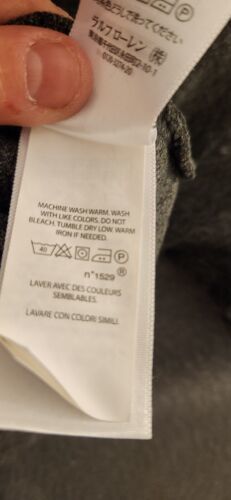 ラルフ ローレン (株)
MACHINE WASH WARM. WASH
WITH LIKE COLORS. DO NOT
BLEACH. TUMBLE DRY LOW. WARM
IRON IF NEEDED.
40 P
n°1529 ®
LAVER AVEC DES COULEURS
SEMBLABLES.
LAVARE CON COLORI SIMILI.